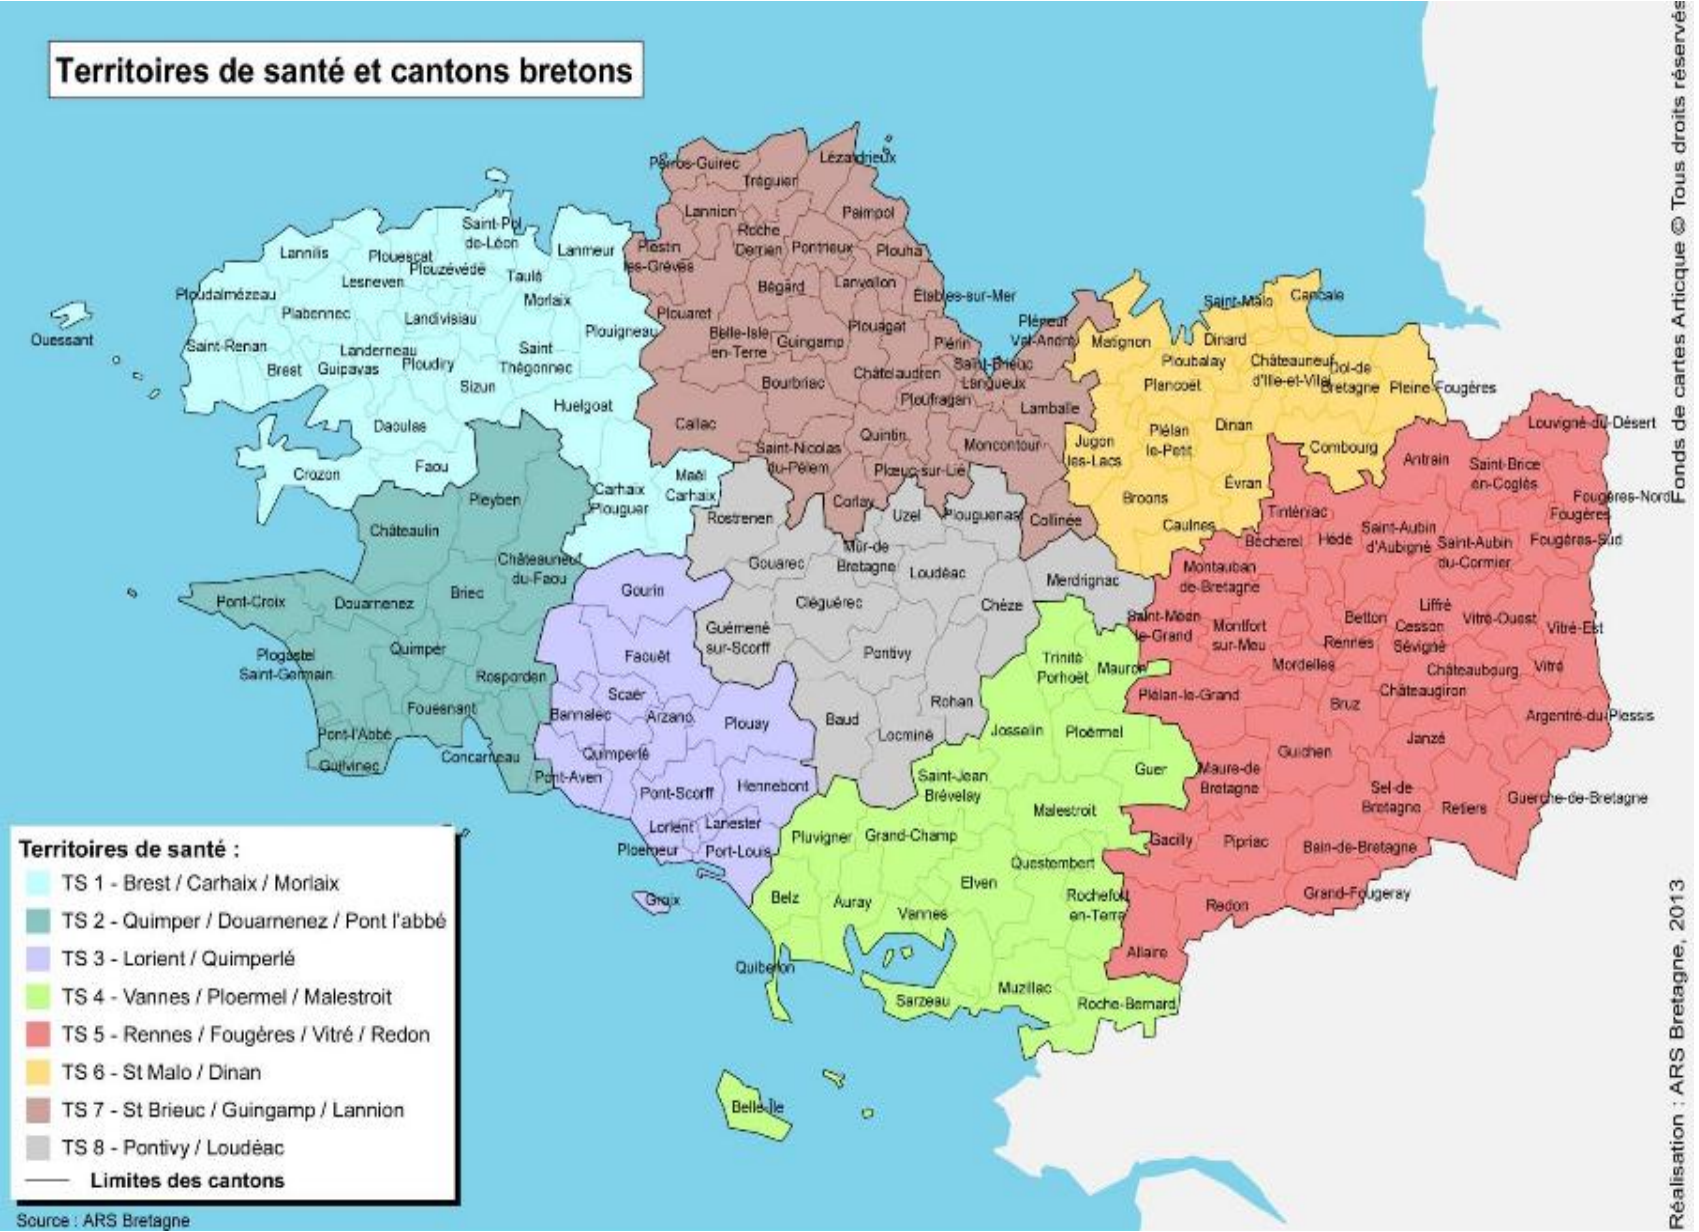 Territoires de santé et cantons bretons
Fonds de cartes Articque © Tous droits réservés
Perros-Guirec
Lézardrieux
Tréguier
Lannion
Paimpol
Saint-Pol
de-Léon
Roche
Derrien
Pontrieux
Plouha
Lanmeur
Plestin
les-Grèves
Lannilis
Plouescat
Plouzévédé
Taulé
Lesneven
Bégard
Lanvollon
Étables-sur-Mer
Ploudalmézeau
Morlaix
Saint-Malo
Cancale
Plabennec
Landivisiau
Plouaret
Plouigneau
Plouagat
Pléneuf
Val-André
Ouessant
Belle-Isle
en-Terre
Guingamp
Plérin
Matignon
Dinard
Saint-Renan
Landerneau
Saint
Thégonnec
Ploubalay
Châteauneuf
d'Ille-et-Vilai
Dol-de
Bretagne
Brest
Guipavas
Ploudiry
Châtelaudren
Saint-Brieuc
Langueux
Sizun
Bourbriac
Plancoët
Pleine-Fougères
Ploufragan
Huelgoat
Lamballe
Louvigné-du-Désert
Daoulas
Callac
Quintin
Dinan
Plélan
le-Petit
Moncontour
Jugon
les-Lacs
Combourg
Saint-Nicolas
du-Pélem
Antrain
Saint-Brice
en-Coglès
Crozon
Faou
Maël
Carhaix
Plœuc-sur-Lié
Évran
Carhaix
Plouguer
Pleyben
Corlay
Broons
Fougères-Nord
Fougères
Rostrenen
Uzel
Plouguenas
Collinée
Tinténiac
Châteaulin
Caulnes
Bécherel
Hédé
Saint-Aubin
d'Aubigné
Saint-Aubin
du-Cormier
Fougères-Sud
Mûr-de
Bretagne
Châteauneuf
du-Faou
Gouarec
Loudéac
Merdrignac
Montauban
de-Bretagne
Gourin
Briec
Pont-Croix
Douarnenez
Cléguérec
Chèze
Liffré
Betton
Cesson
Sévigné
Vitré-Ouest
Vitré-Est
Saint-Méen
le-Grand
Montfort
sur-Meu
Guémené
sur-Scorff
Rennes
Quimper
Plogastel
Saint-Germain
Faouët
Pontivy
Trinité
Porhoët
Mauron
Mordelles
Châteaubourg
Vitré
Rosporden
Scaër
Plélan-le-Grand
Châteaugiron
Fouesnant
Bannalec
Arzano
Plouay
Baud
Rohan
Bruz
Argentré-du-Plessis
Pont-l'Abbé
Locminé
Josselin
Ploërmel
Janzé
Guilvinec
Concarneau
Quimperlé
Guichen
Pont-Aven
Hennebont
Saint-Jean
Brévelay
Guer
Maure-de
Bretagne
Pont-Scorff
Sel-de
Bretagne
Retiers
Guerche-de-Bretagne
Malestroit
Lorient
Lanester
Pluvigner
Grand-Champ
Gacilly
Pipriac
Bain-de-Bretagne
Ploemeur
Port-Louis
Questembert
Elven
Grand-Fougeray
Groix
Belz
Auray
Vannes
Rochefort
en-Terre
Redon
Allaire
Quiberon
Muzillac
Sarzeau
Roche-Bernard
Belle-Île
Territoires de santé :
TS 1 - Brest / Carhaix / Morlaix
TS 2 - Quimper / Douarnenez / Pont l'abbé
TS 3 - Lorient / Quimperlé
TS 4 - Vannes / Ploermel / Malestroit
TS 5 - Rennes / Fougères / Vitré / Redon
TS 6 - St Malo / Dinan
TS 7 - St Brieuc / Guingamp / Lannion
TS 8 - Pontivy / Loudéac
Limites des cantons
Source : ARS Bretagne
Réalisation : ARS Bretagne, 2013